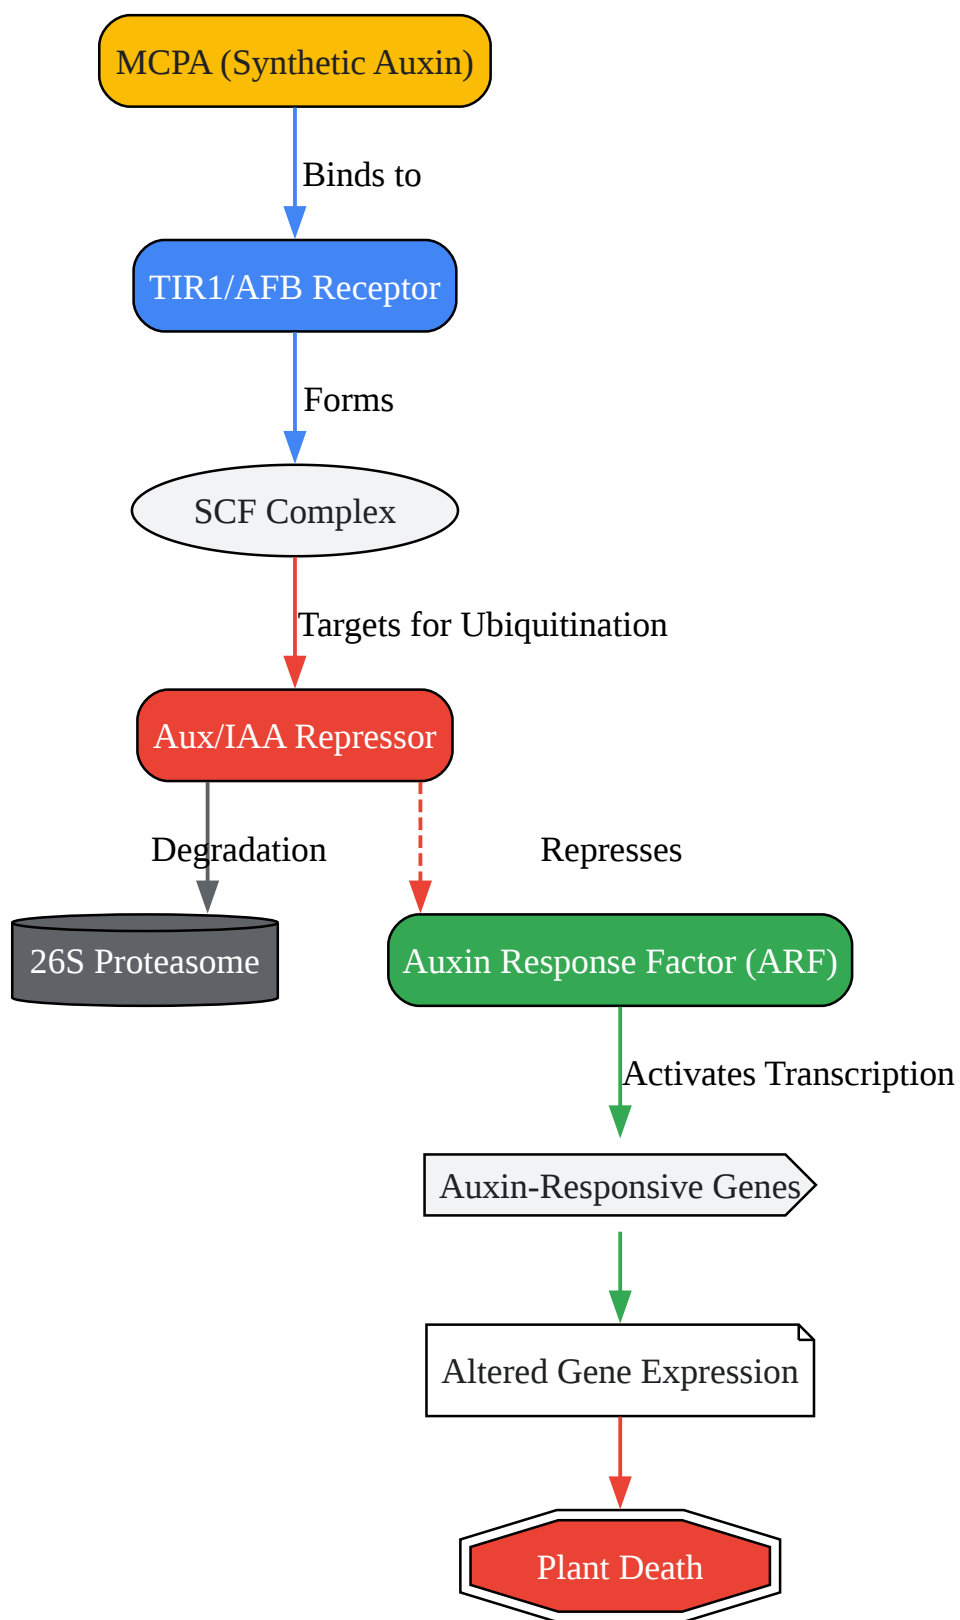 MCPA (Synthetic Auxin)
Binds to
TIR1/AFB Receptor
Forms
SCF Complex
Targets for Ubiquitination
Aux/IAA Repressor
Degradation
Represses
26S Proteasome
Auxin Response Factor (ARF)
Activates Transcription
Auxin-Responsive Genes
Altered Gene Expression
Plant Death